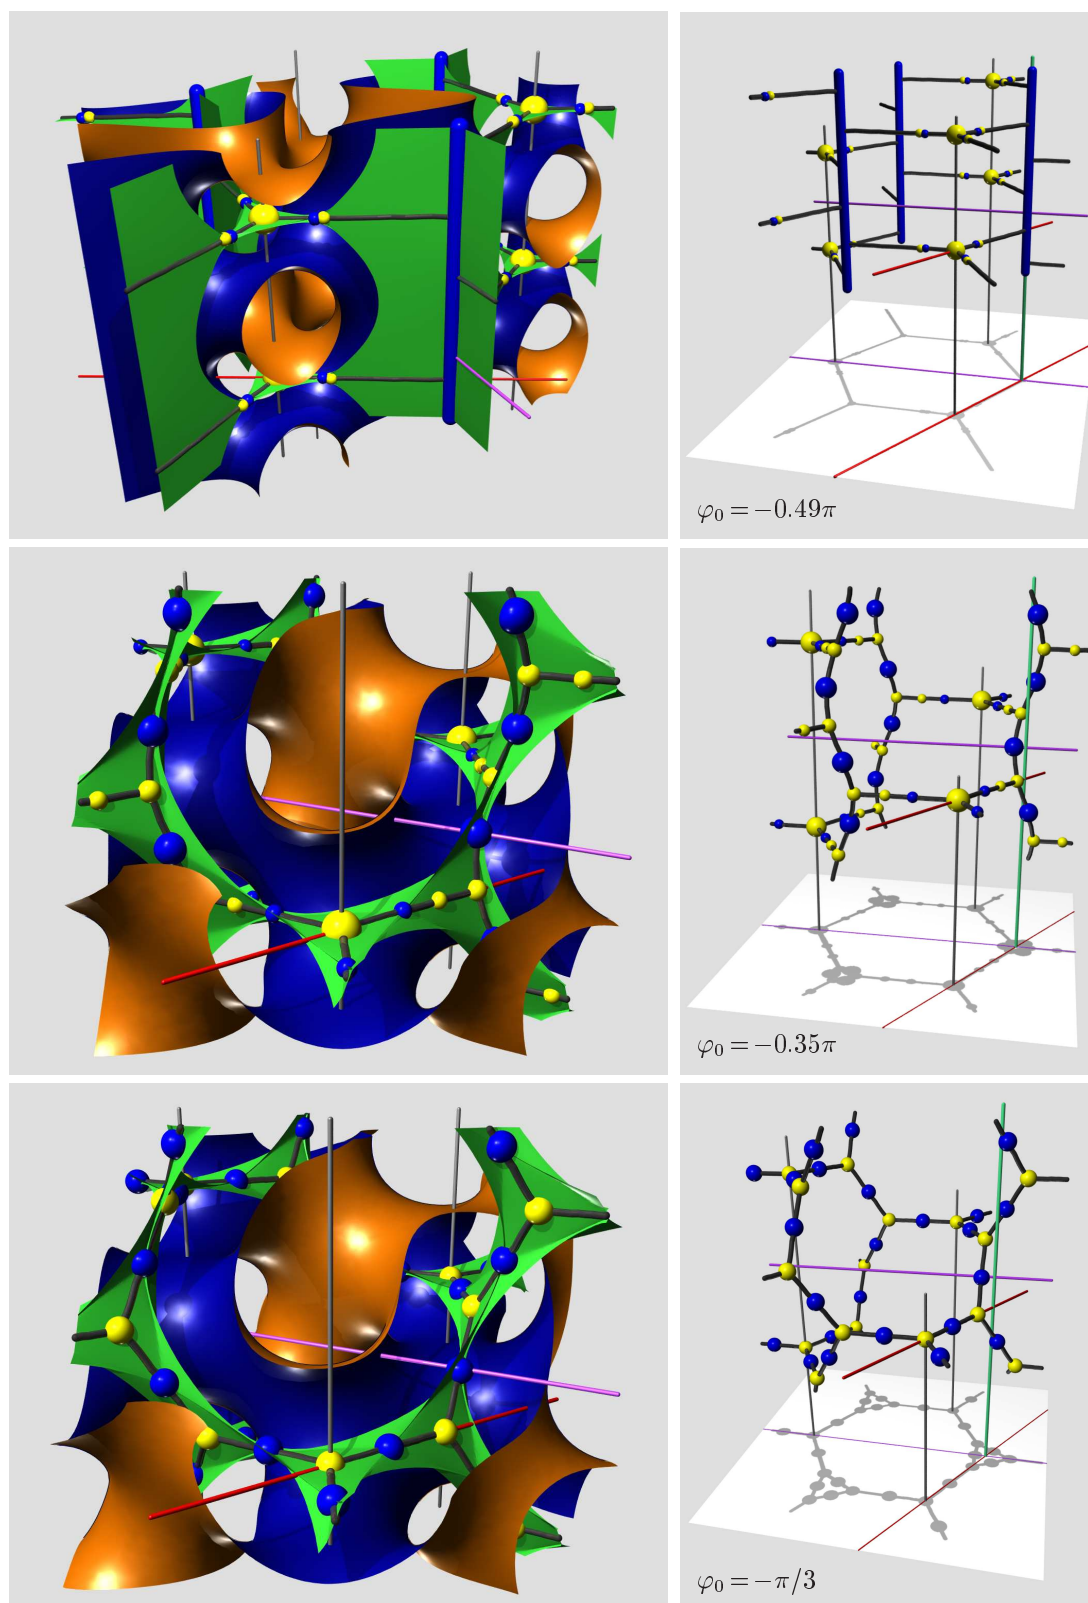 φ₀ = −0.49π
φ₀ = −0.35π
φ₀ = −π/3